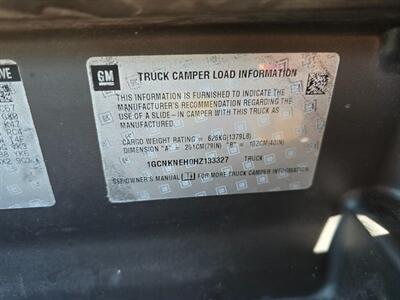 GM
TRUCK CAMPER LOAD INFORMATION
THIS INFORMATION IS FURNISHED TO INDICATE THE
MANUFACTURER'S RECOMMENDATION REGARDING THE
USE OF A SLIDE-IN CAMPER WITH THIS TRUCK AS
MANUFACTURED.
CARGO WEIGHT RATING = 626KG(1379LB)
DIMENSION "A"= 201CM(79IN) "B"= 102CM(40IN)
1GCNKNEH0HZ133327 TRUCK
SEE OWNER'S MANUAL FOR MORE TRUCK CAMPER INFORMATION.